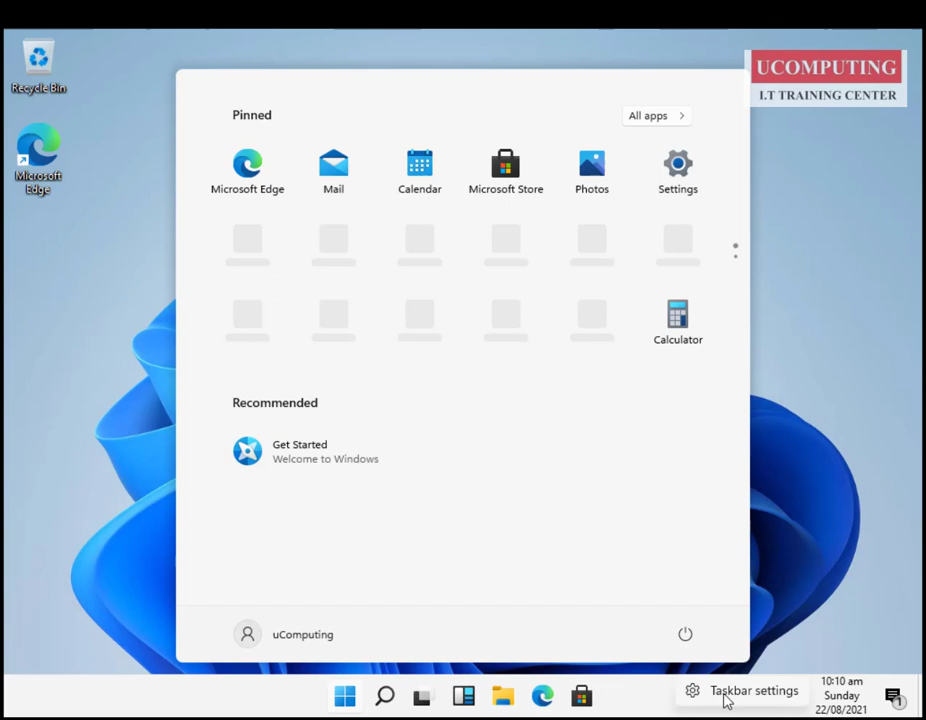 Recycle Bin
Microsoft
Edge
UCOMPUTING
I.T TRAINING CENTER
Pinned
All apps
Microsoft Edge
Mail
Calendar
Microsoft Store
Photos
Settings
Calculator
Recommended
Get Started
Welcome to Windows
uComputing
Taskbar settings
10:10 am
Sunday
22/08/2021
1